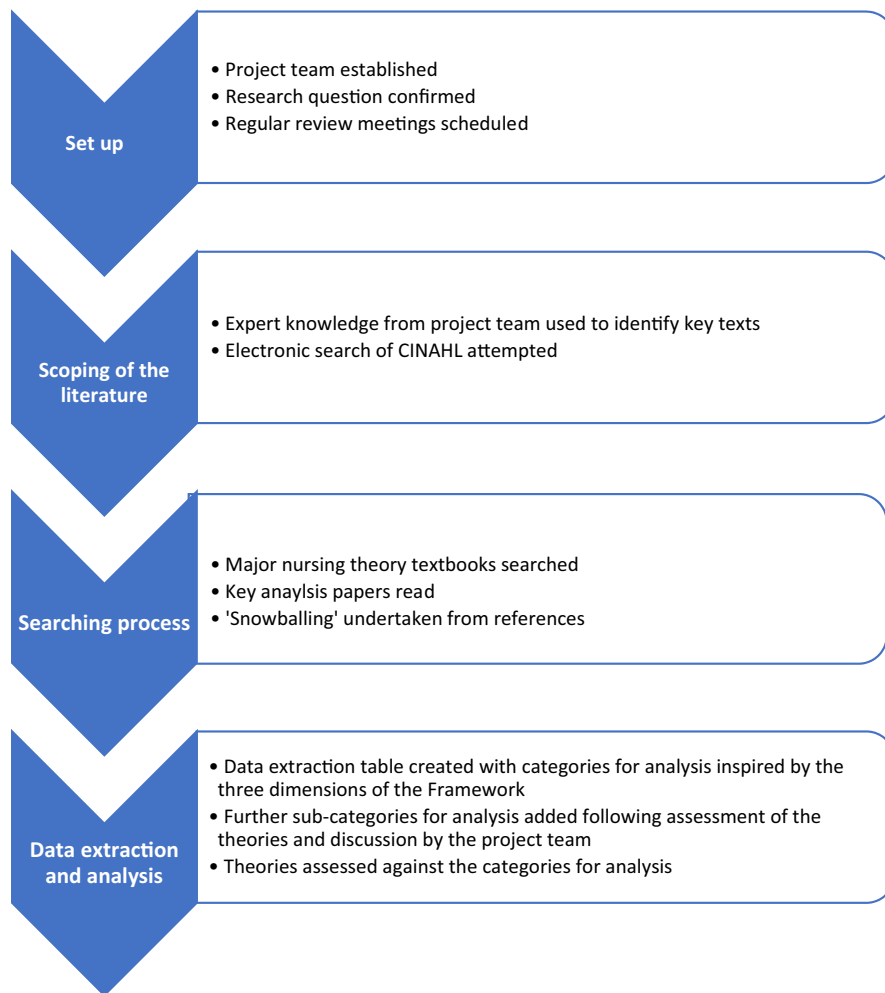 Set up
• Project team established
• Research question confirmed
• Regular review meetings scheduled
Scoping of the
literature
• Expert knowledge from project team used to identify key texts
• Electronic search of CINAHL attempted
Searching process
• Major nursing theory textbooks searched
• Key anaylsis papers read
• 'Snowballing' undertaken from references
Data extraction
and analysis
• Data extraction table created with categories for analysis inspired by the
three dimensions of the Framework
• Further sub-categories for analysis added following assessment of the
theories and discussion by the project team
• Theories assessed against the categories for analysis